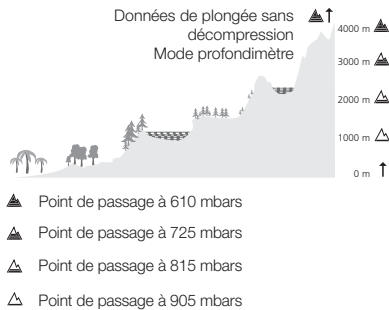 Données de plongée sans
décompression
Mode profondimètre
4000 m
3000 m
2000 m
1000 m
0 m
Point de passage à 610 mbars
Point de passage à 725 mbars
Point de passage à 815 mbars
Point de passage à 905 mbars